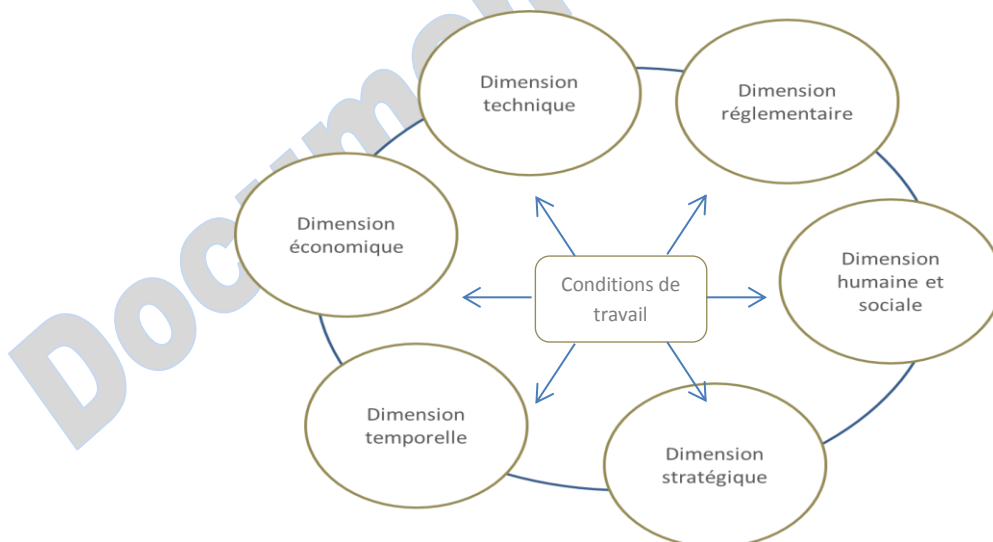 Dimension
technique
Dimension
réglementaire
Dimension
économique
Dimension
humaine et
sociale
Conditions de
travail
Dimension
temporelle
Dimension
stratégique